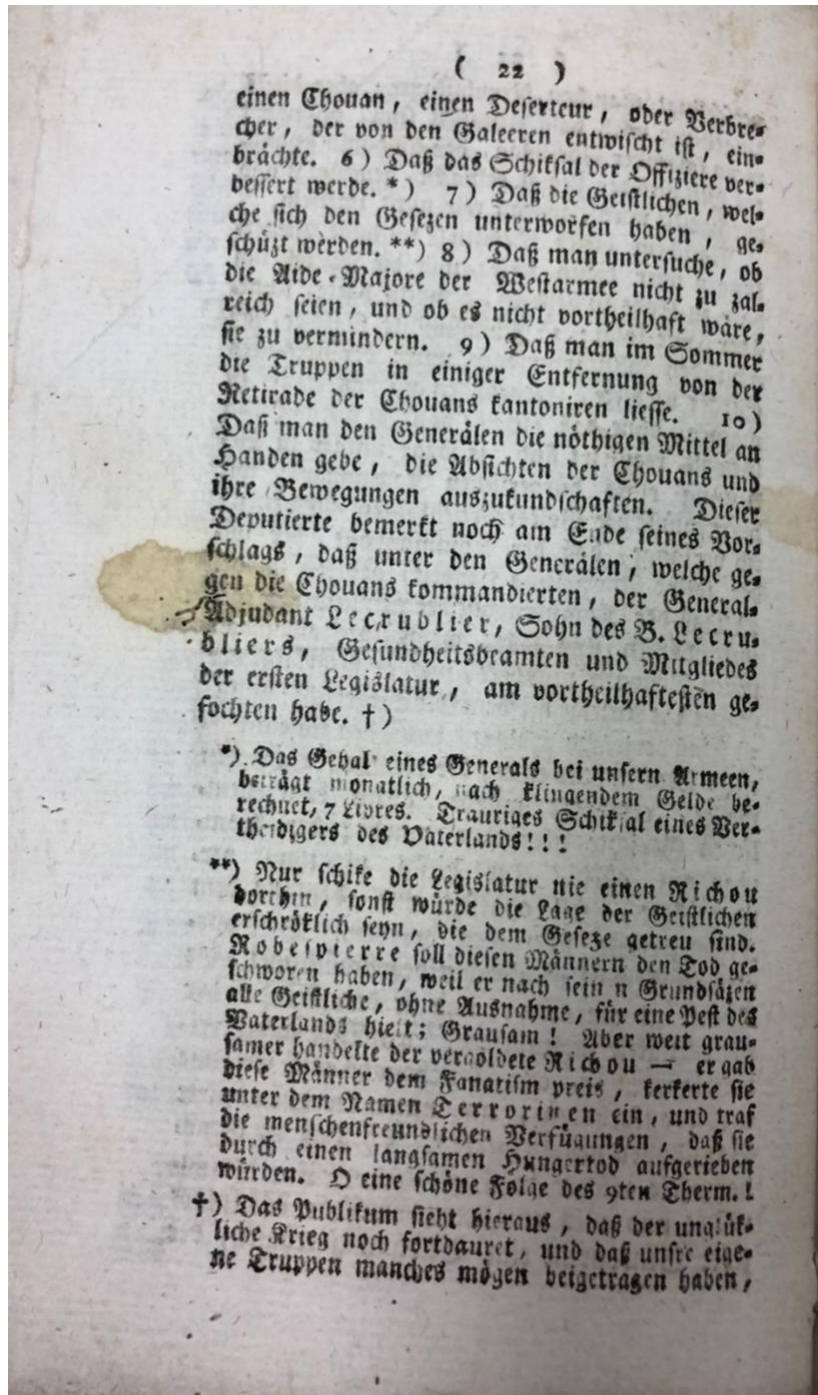 ( 22 )
einen Chouan, einen Deserteur, oder Verbre-
cher, der von den Galeeren entwischt ist, ein-
brächte. 6) Daß das Schiksal der Offiziere ver-
bessert werde. *) 7) Daß die Geistlichen, wel-
che sich den Gesezen unterworfen haben, ge-
schüzt werden. **) 8) Daß man untersuche, ob
die Aide-Majore der Westarmee nicht zu zal-
reich seien, und ob es nicht vortheilhaft wäre,
sie zu vermindern. 9) Daß man im Sommer
die Truppen in einiger Entfernung von der
Retirade der Chouans kantoniren liesse. 10)
Daß man den Generälen die nöthigen Mittel an
Handen gebe, die Absichten der Chouans und
ihre Bewegungen auszukundschaften. Dieser
Deputierte bemerkt noch am Ende seines Vor-
schlags, daß unter den Generälen, welche ge-
gen die Chouans kommandierten, der General-
Adjudant Lecrublier, Sohn des B. Lecru-
bliers, Gesundheitsbeamten und Mitgliedes
der ersten Legislatur, am vortheilhaftesten ge-
fochten habe. †)
*) Das Gehal eines Generals bei unsern Armeen,
beträgt monatlich, nach klingendem Gelde be-
rechnet, 7 Livres. Trauriges Schiksal eines Ver-
theidigers des Vaterlands!!!
**) Nur schike die Legislatur nie einen Richou
dorthin, sonst würde die Lage der Geistlichen
erschröklich seyn, die dem Geseze getreu sind.
Robespierre soll diesen Männern den Tod ge-
schworen haben, weil er nach sein n Grundsäzen
alle Geistliche, ohne Ausnahme, für eine Pest des
Vaterlands hielt; Grausam! Aber weit grau-
samer handelte der vergoldete Richou — er gab
diese Männer dem Fanatism preis, kerkerte sie
unter dem Namen Terroristen ein, und traf
die menschenfreundlichen Verfügungen, daß sie
durch einen langsamen Hungertod aufgerieben
würden. O eine schöne Folge des 9ten Therm.!
†) Das Publikum sieht hieraus, daß der unglük-
liche Krieg noch fortdauret, und daß unsre eige-
ne Truppen manches mögen beigetragen haben,